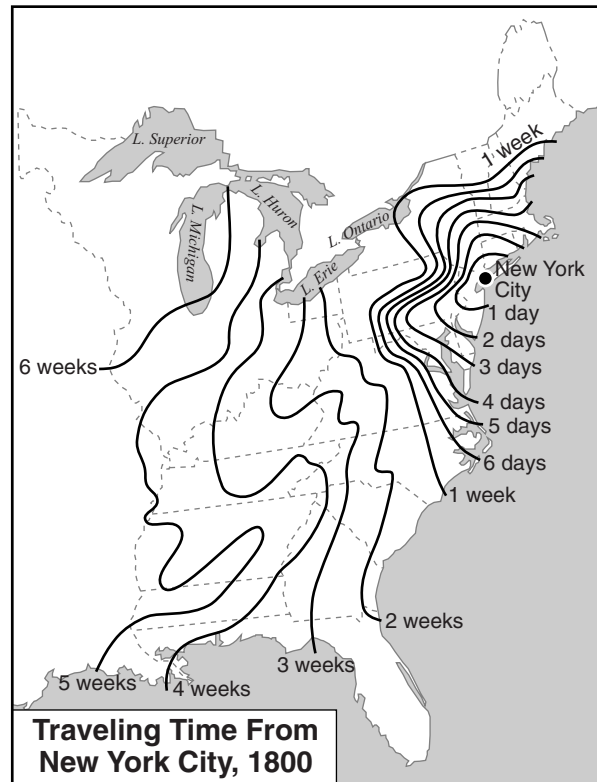 1 week
L. Superior
L. Huron
L. Michigan
L. Ontario
L. Erie
New York
City
1 day
2 days
3 days
4 days
5 days
6 days
1 week
6 weeks
2 weeks
3 weeks
5 weeks
4 weeks
Traveling Time From
New York City, 1800